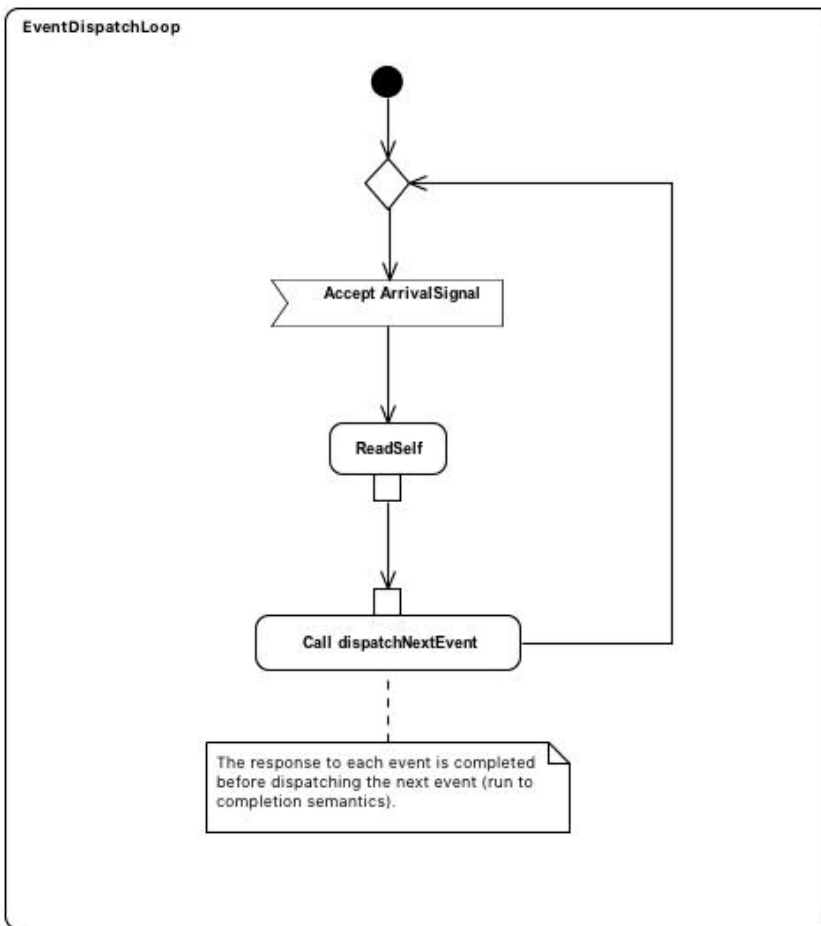 EventDispatchLoop
Accept ArrivalSignal
ReadSelf
Call dispatchNextEvent
The response to each event is completed
before dispatching the next event (run to
completion semantics).